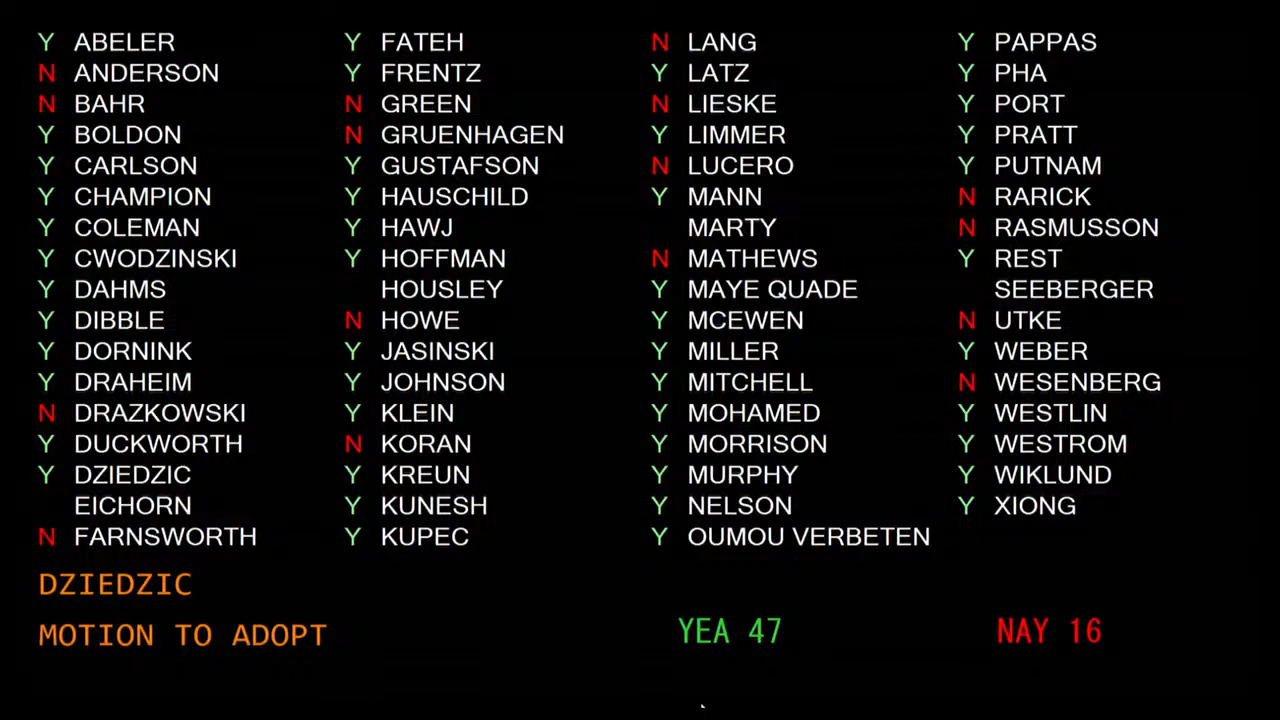 Y ABELER
N ANDERSON
N BAHR
Y BOLDON
Y CARLSON
Y CHAMPION
Y COLEMAN
Y CWODZINSKI
Y DAHMS
Y DIBBLE
Y DORNINK
Y DRAHEIM
N DRAZKOWSKI
Y DUCKWORTH
Y DZIEDZIC
EICHORN
N FARNSWORTH
Y FATEH
Y FRENTZ
N GREEN
N GRUENHAGEN
Y GUSTAFSON
Y HAUSCHILD
Y HAWJ
Y HOFFMAN
HOUSLEY
N HOWE
Y JASINSKI
Y JOHNSON
Y KLEIN
N KORAN
Y KREUN
Y KUNESH
Y KUPEC
N LANG
Y LATZ
N LIESKE
Y LIMMER
N LUCERO
Y MANN
MARTY
N MATHEWS
Y MAYE QUADE
Y MCEWEN
Y MILLER
Y MITCHELL
Y MOHAMED
Y MORRISON
Y MURPHY
Y NELSON
Y OUMOU VERBETEN
Y PAPPAS
Y PHA
Y PORT
Y PRATT
Y PUTNAM
N RARICK
N RASMUSSON
Y REST
SEEBERGER
N UTKE
Y WEBER
N WESENBERG
Y WESTLIN
Y WESTROM
Y WIKLUND
Y XIONG
DZIEDZIC
MOTION TO ADOPT
YEA 47
NAY 16